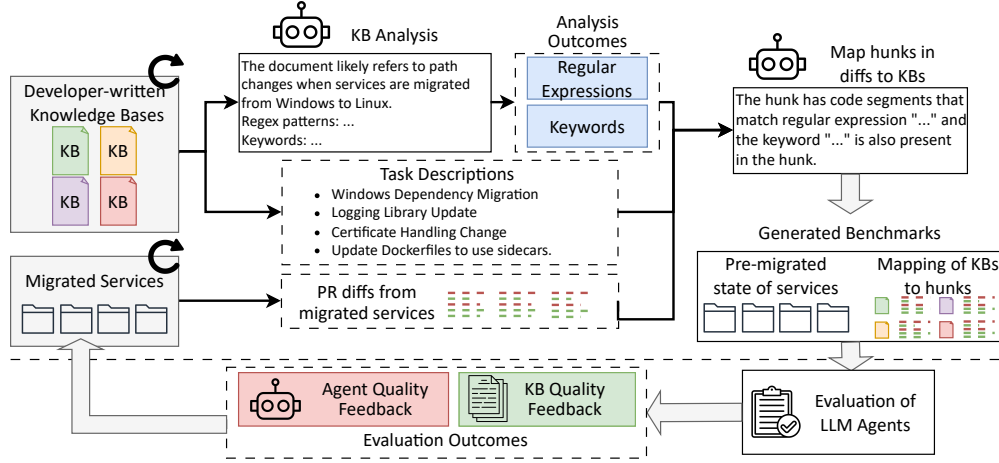 KB Analysis
Analysis
Outcomes
Map hunks in
diffs to KBs
Developer-written
Knowledge Bases
KB
KB
KB
KB
The document likely refers to path
changes when services are migrated
from Windows to Linux.
Regex patterns: ...
Keywords: ...
Regular
Expressions
Keywords
The hunk has code segments that
match regular expression "..." and
the keyword "..." is also present
in the hunk.
Task Descriptions
• Windows Dependency Migration
• Logging Library Update
• Certificate Handling Change
• Update Dockerfiles to use sidecars.
Migrated Services
PR diffs from
migrated services
Generated Benchmarks
Pre-migrated
state of services
Mapping of KBs
to hunks
Agent Quality
Feedback
KB Quality
Feedback
Evaluation Outcomes
Evaluation of
LLM Agents